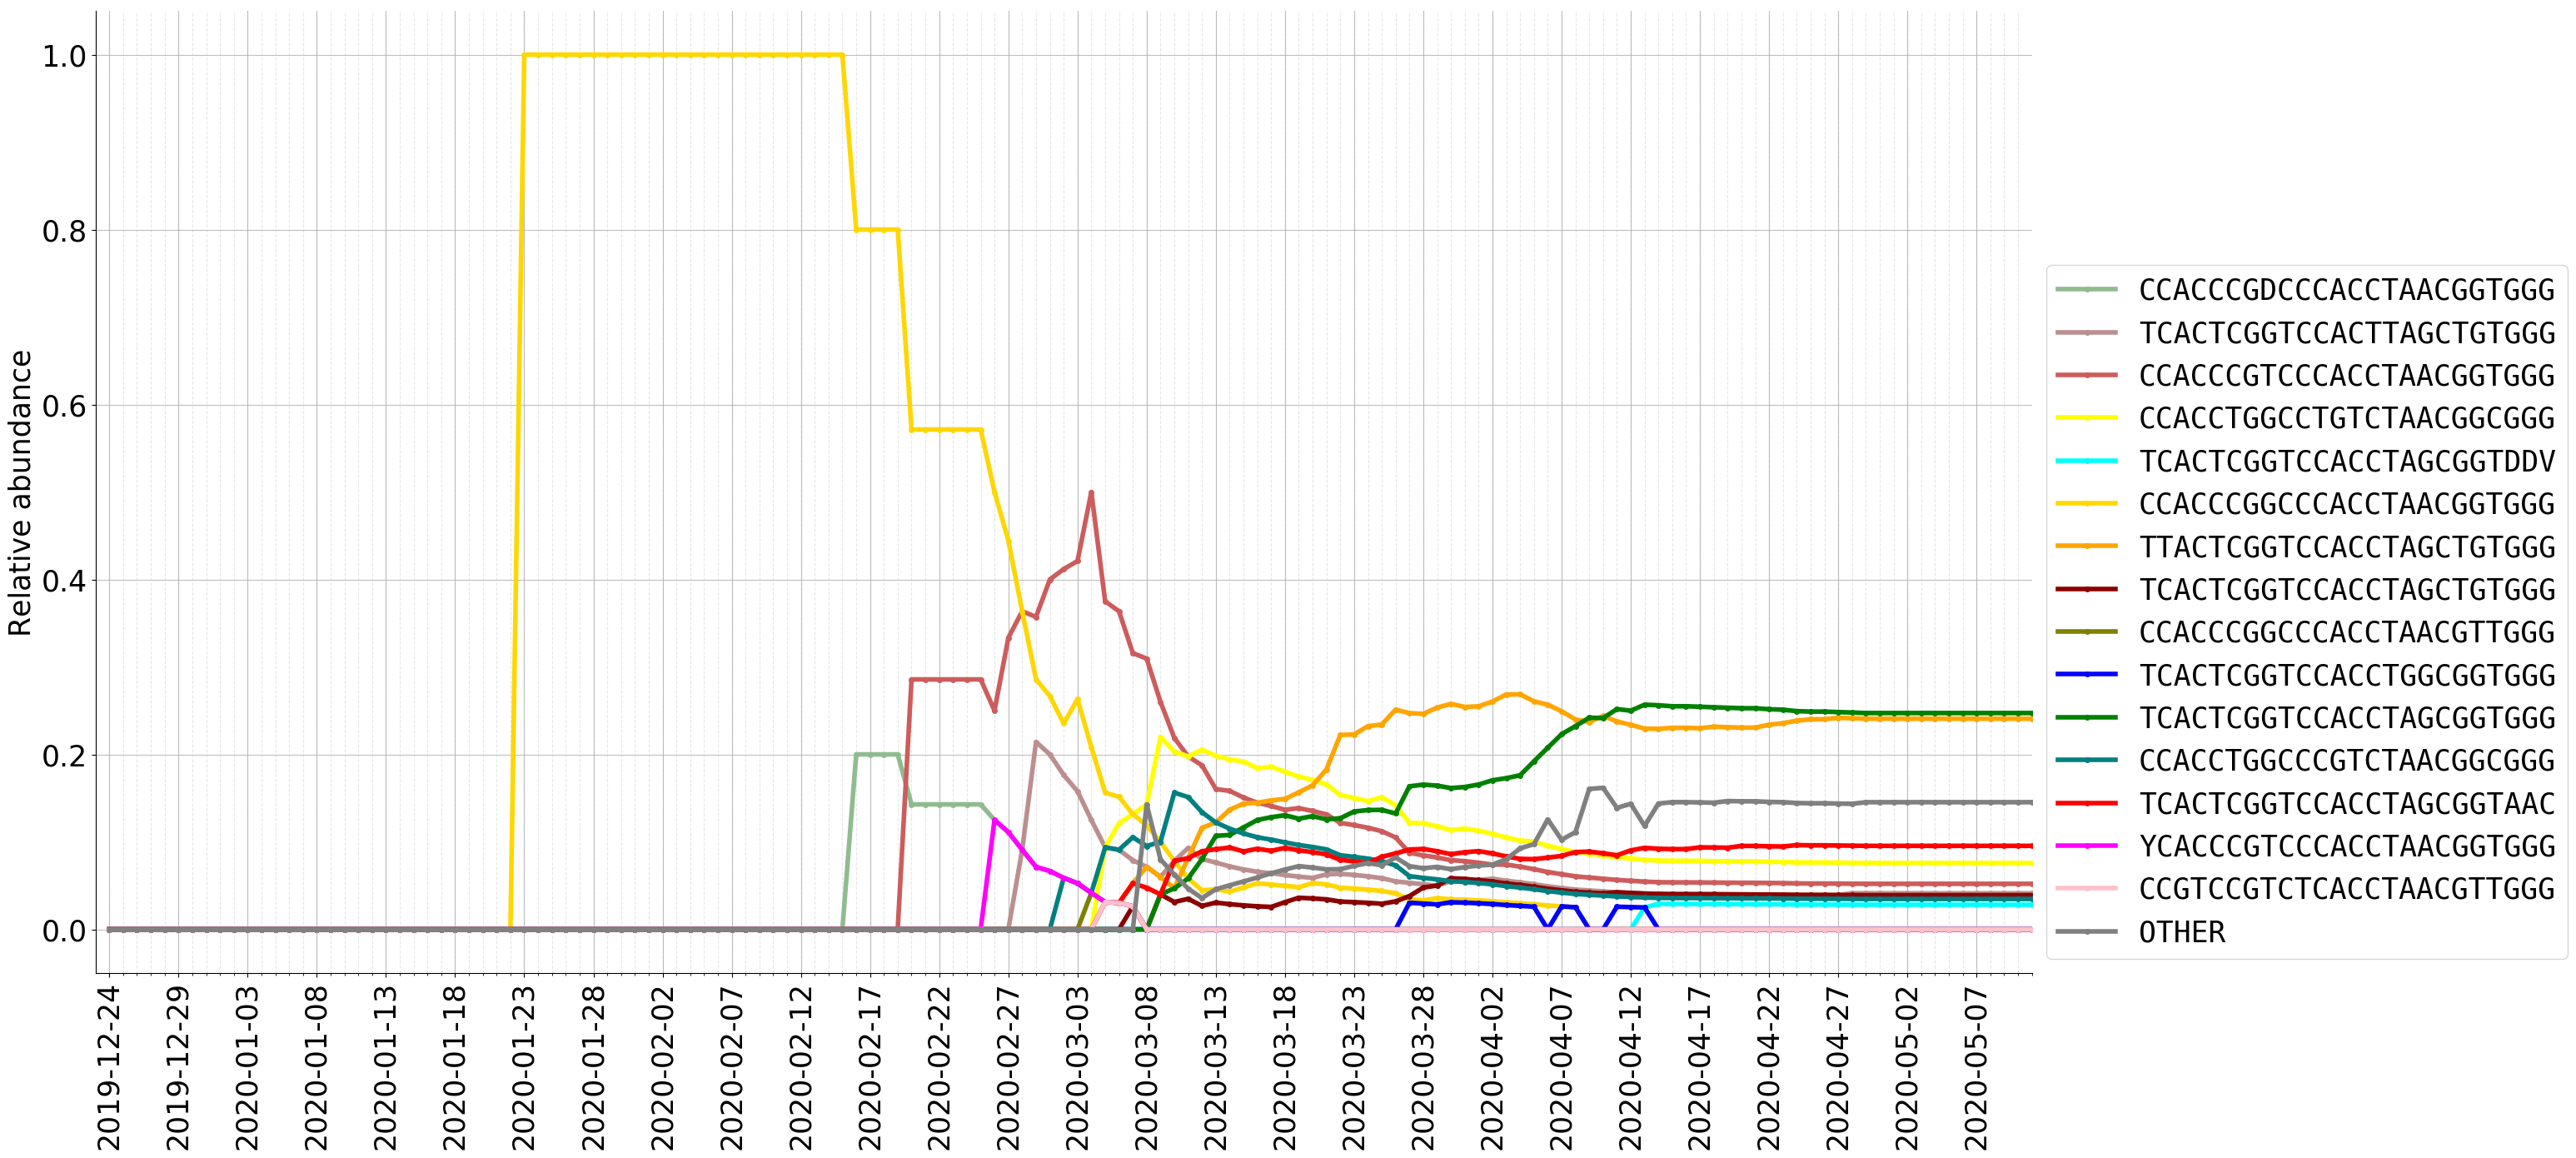 Relative abundance
1.0
0.8
0.6
0.4
0.2
0.0
2019-12-24
2019-12-29
2020-01-03
2020-01-08
2020-01-13
2020-01-18
2020-01-23
2020-01-28
2020-02-02
2020-02-07
2020-02-12
2020-02-17
2020-02-22
2020-02-27
2020-03-03
2020-03-08
2020-03-13
2020-03-18
2020-03-23
2020-03-28
2020-04-02
2020-04-07
2020-04-12
2020-04-17
2020-04-22
2020-04-27
2020-05-02
2020-05-07
CCACCCGDCCCACCTAACGGTGGG
TCACTCGGTCCACTTAGCTGTGGG
CCACCCGTCCCACCTAACGGTGGG
CCACCTGGCCTGTCTAACGGCGGG
TCACTCGGTCCACCTAGCGGTDDV
CCACCCGGCCCACCTAACGGTGGG
TTACTCGGTCCACCTAGCTGTGGG
TCACTCGGTCCACCTAGCTGTGGG
CCACCCGGCCCACCTAACGTTGGG
TCACTCGGTCCACCTGGCGGTGGG
TCACTCGGTCCACCTAGCGGTGGG
CCACCTGGCCCGTCTAACGGCGGG
TCACTCGGTCCACCTAGCGGTAAC
YCACCCGTCCCACCTAACGGTGGG
CCGTCCGTCTCACCTAACGTTGGG
OTHER